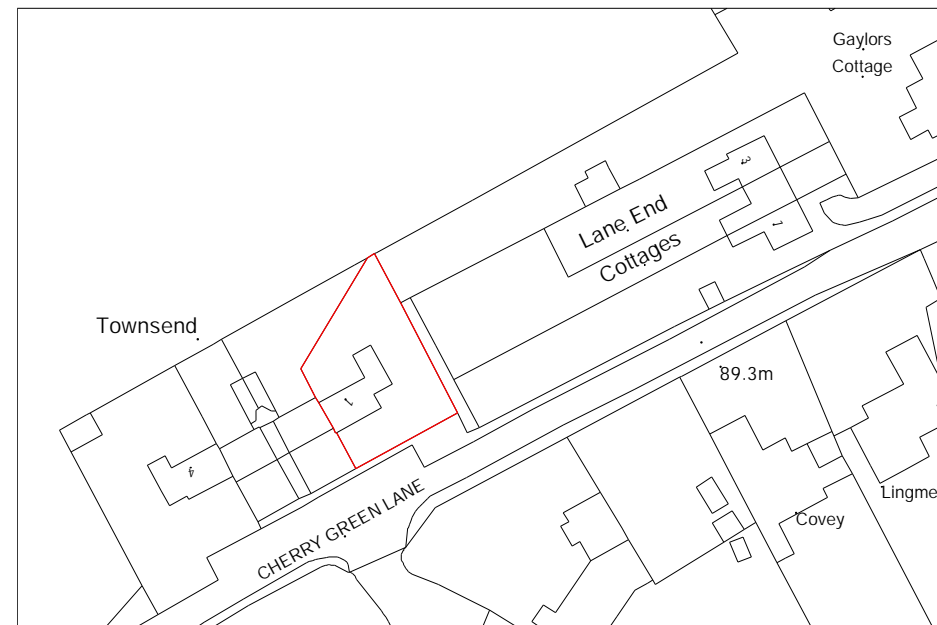 Gaylors
Cottage
3
Lane End
Cottages
1
Townsend
89.3m
1
4
CHERRY GREEN LANE
Lingme
Covey